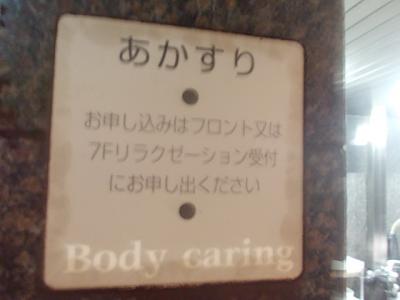 あかすり
お申し込みはフロント又は
7Fリラクゼーション受付
にお申し出ください
Body caring